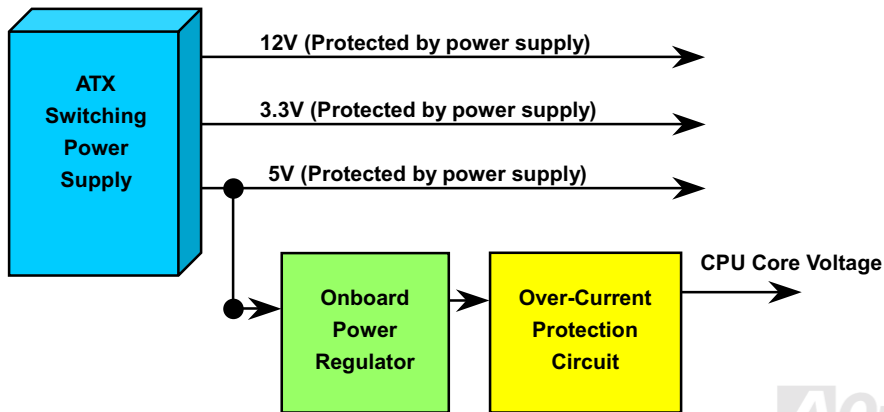 ATX
Switching
Power
Supply
12V (Protected by power supply)
3.3V (Protected by power supply)
5V (Protected by power supply)
Onboard
Power
Regulator
Over-Current
Protection
Circuit
CPU Core Voltage